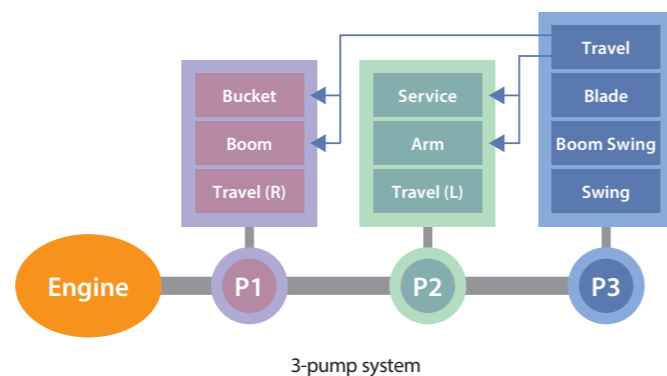 Travel
Bucket
Service
Blade
Boom
Arm
Boom Swing
Travel (R)
Travel (L)
Swing
Engine
P1
P2
P3
3-pump system